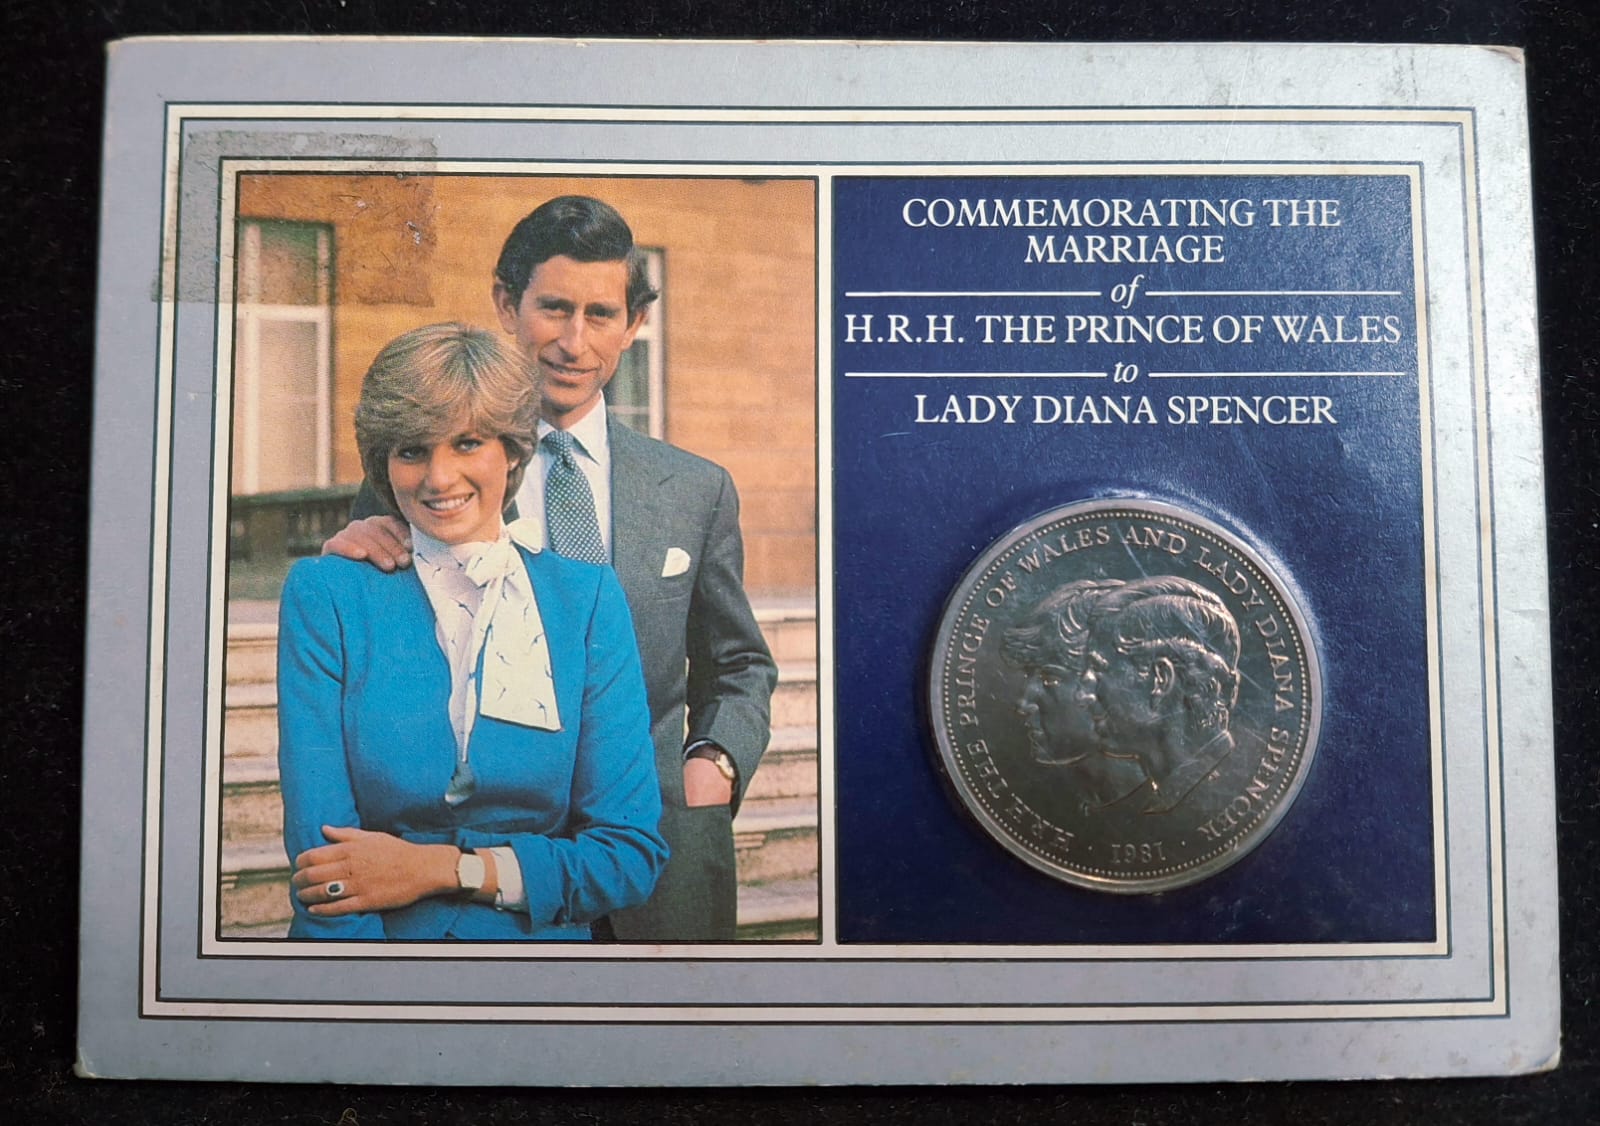 COMMEMORATING THE
MARRIAGE
of
H.R.H. THE PRINCE OF WALES
to
LADY DIANA SPENCER
H.R.H. THE PRINCE OF WALES AND LADY DIANA SPENCER
· 1981 ·